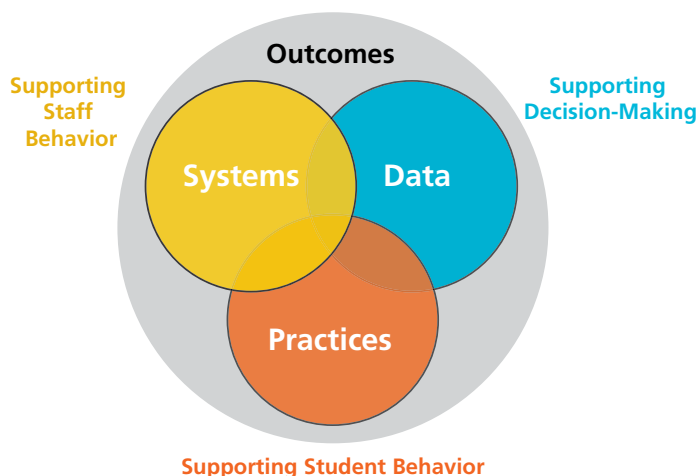 Outcomes
Supporting
Staff
Behavior
Supporting
Decision-Making
Systems
Data
Practices
Supporting Student Behavior